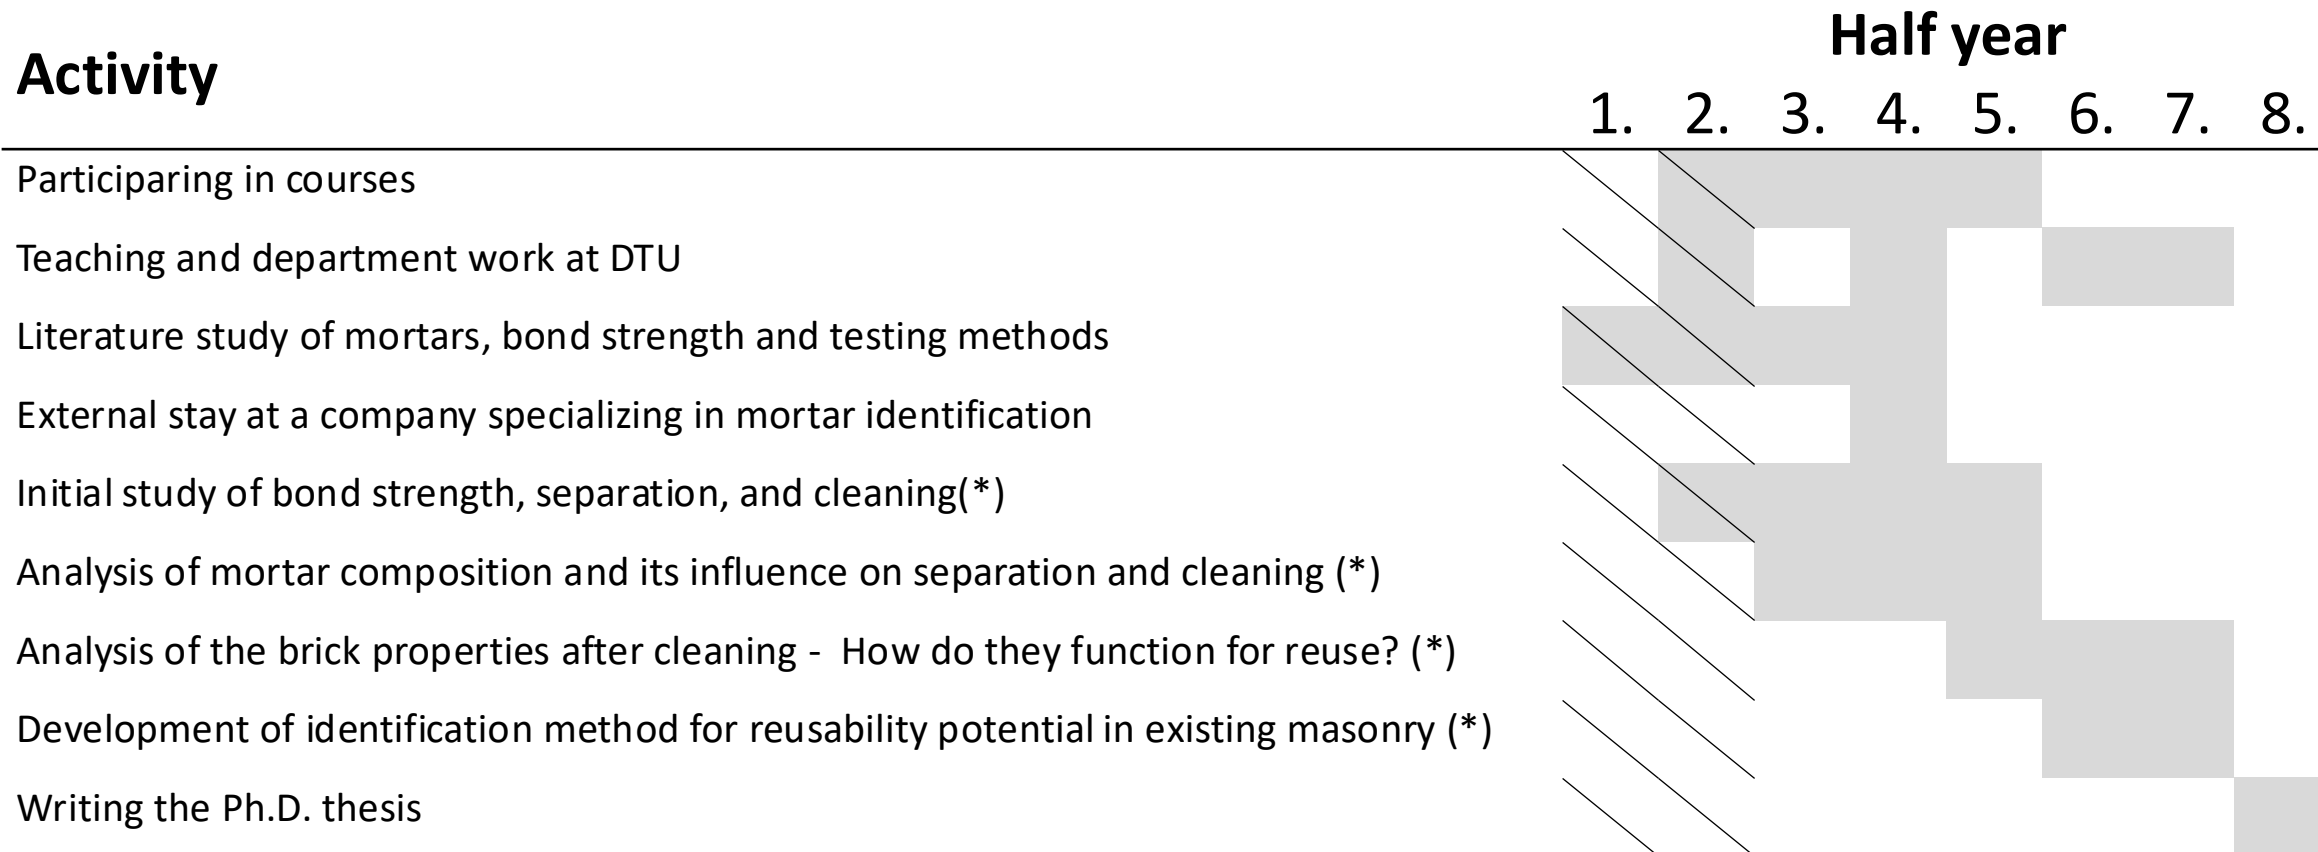 Half year
Activity
1. 2. 3. 4. 5. 6. 7. 8.
Participaring in courses
Teaching and department work at DTU
Literature study of mortars, bond strength and testing methods
External stay at a company specializing in mortar identification
Initial study of bond strength, separation, and cleaning(*)
Analysis of mortar composition and its influence on separation and cleaning (*)
Analysis of the brick properties after cleaning - How do they function for reuse? (*)
Development of identification method for reusability potential in existing masonry (*)
Writing the Ph.D. thesis